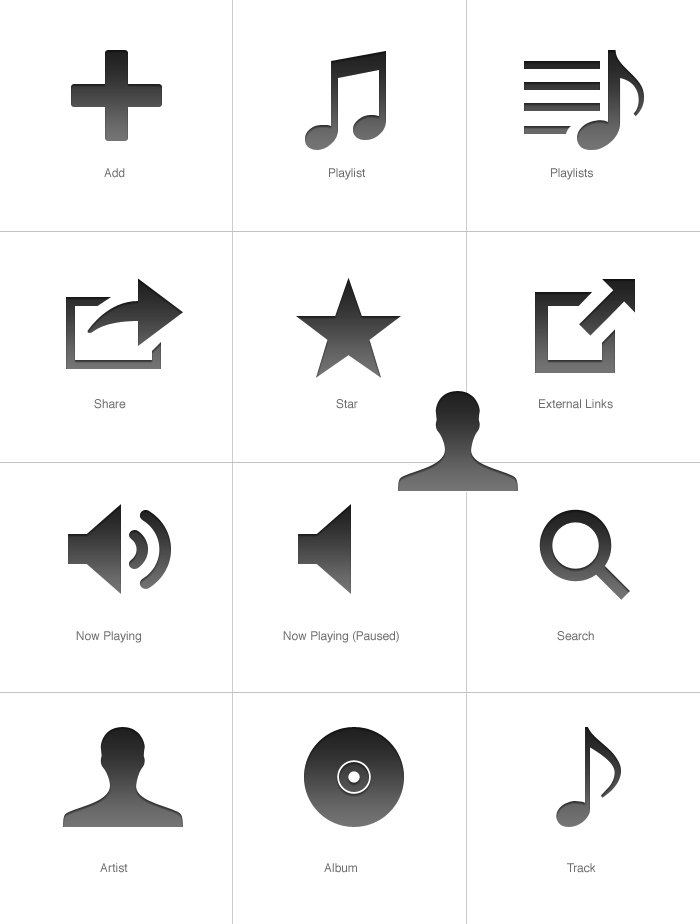 Add
Playlist
Playlists
Share
Star
External Links
Now Playing
Now Playing (Paused)
Search
Artist
Album
Track